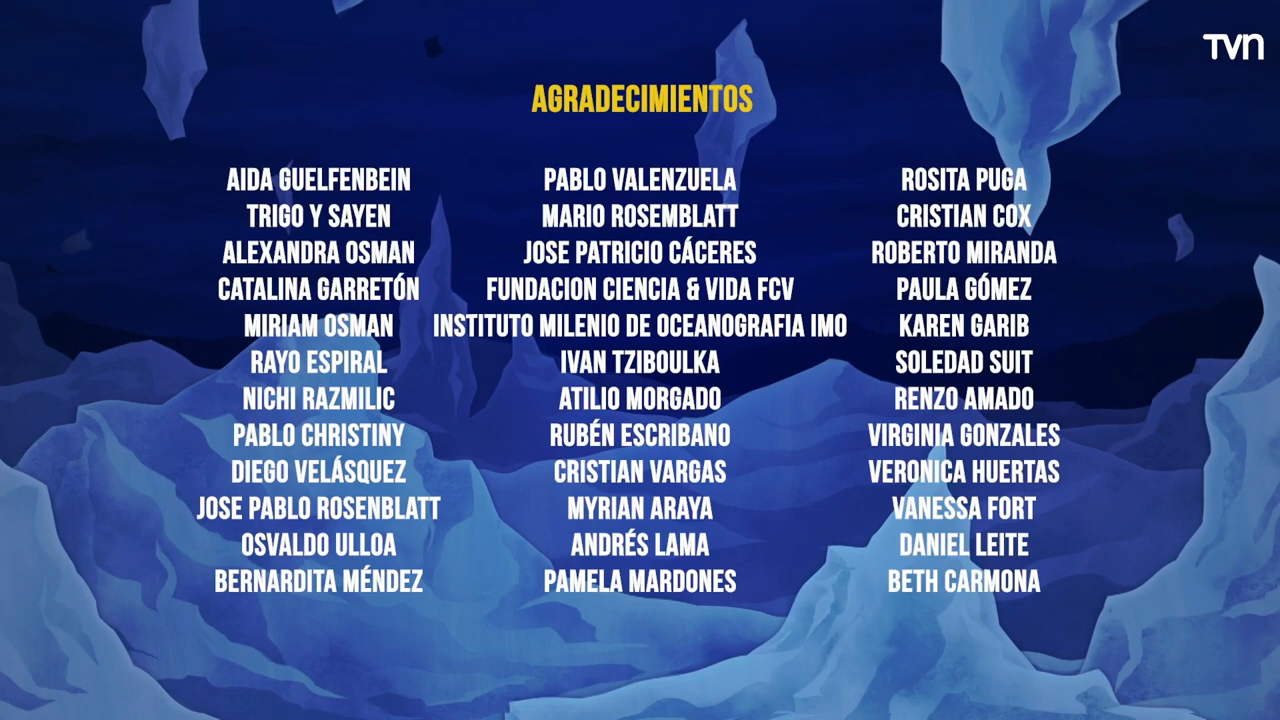 TVN
AGRADECIMIENTOS
AIDA GUELFENBEIN
TRIGO Y SAYEN
ALEXANDRA OSMAN
CATALINA GARRETÓN
MIRIAM OSMAN
RAYO ESPIRAL
NICHI RAZMILIC
PABLO CHRISTINY
DIEGO VELÁSQUEZ
JOSE PABLO ROSENBLATT
OSVALDO ULLOA
BERNARDITA MÉNDEZ
PABLO VALENZUELA
MARIO ROSEMBLATT
JOSE PATRICIO CÁCERES
FUNDACION CIENCIA & VIDA FCV
INSTITUTO MILENIO DE OCEANOGRAFIA IMO
IVAN TZIBOULKA
ATILIO MORGADO
RUBÉN ESCRIBANO
CRISTIAN VARGAS
MYRIAN ARAYA
ANDRÉS LAMA
PAMELA MARDONES
ROSITA PUGA
CRISTIAN COX
ROBERTO MIRANDA
PAULA GÓMEZ
KAREN GARIB
SOLEDAD SUIT
RENZO AMADO
VIRGINIA GONZALES
VERONICA HUERTAS
VANESSA FORT
DANIEL LEITE
BETH CARMONA